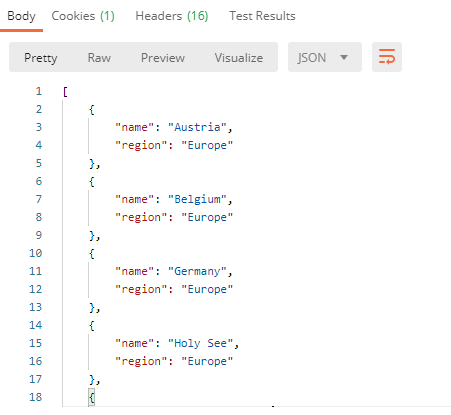 Body Cookies (1) Headers (16) Test Results
Pretty Raw Preview Visualize JSON
1 [
2 {
3 "name": "Austria",
4 "region": "Europe"
5 },
6 {
7 "name": "Belgium",
8 "region": "Europe"
9 },
10 {
11 "name": "Germany",
12 "region": "Europe"
13 },
14 {
15 "name": "Holy See",
16 "region": "Europe"
17 },
18 {